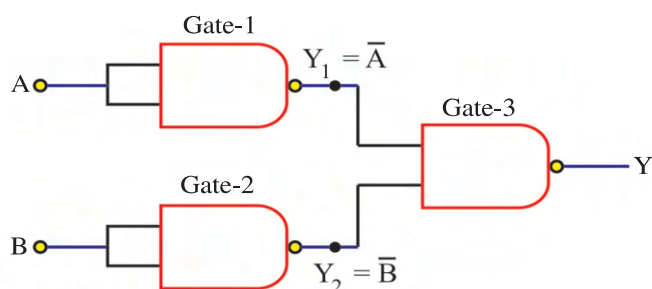 Gate-1
A
Y₁ = A̅
Gate-3
Y
Gate-2
B
Y₂ = B̅